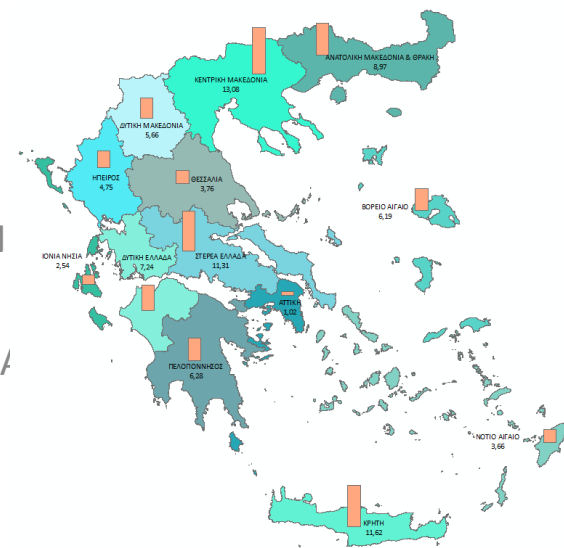 ΑΝΑΤΟΛΙΚΗ ΜΑΚΕΔΟΝΙΑ & ΘΡΑΚΗ
8,97
ΚΕΝΤΡΙΚΗ ΜΑΚΕΔΟΝΙΑ
13,08
ΔΥΤΙΚΗ ΜΑΚΕΔΟΝΙΑ
5,66
ΗΠΕΙΡΟΣ
4,75
ΘΕΣΣΑΛΙΑ
3,76
ΒΟΡΕΙΟ ΑΙΓΑΙΟ
6,19
ΙΟΝΙΑ ΝΗΣΙΑ
2,54
ΔΥΤΙΚΗ ΕΛΛΑΔΑ
7,24
ΣΤΕΡΕΑ ΕΛΛΑΔΑ
11,31
ΑΤΤΙΚΗ
1,02
ΠΕΛΟΠΟΝΝΗΣΟΣ
6,28
ΝΟΤΙΟ ΑΙΓΑΙΟ
3,66
ΚΡΗΤΗ
11,62